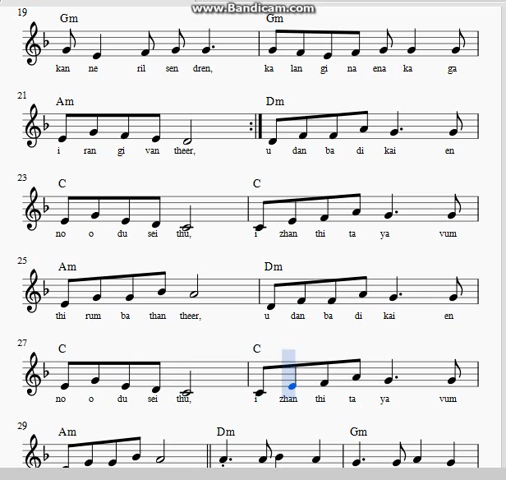 www.Bandicam.com
19 Gm Gm
kan ne ril sen dren, ka lan gi na ena ka ga
21 Am Dm
i ran gi van theer, u dan ba di kai en
23 C C
no o du sei thu, i zhan thi ta ya vum
25 Am Dm
thi rum ba than theer, u dan ba di kai en
27 C C
no o du sei thu, i zhan thi ta ya vum
29 Am Dm Gm